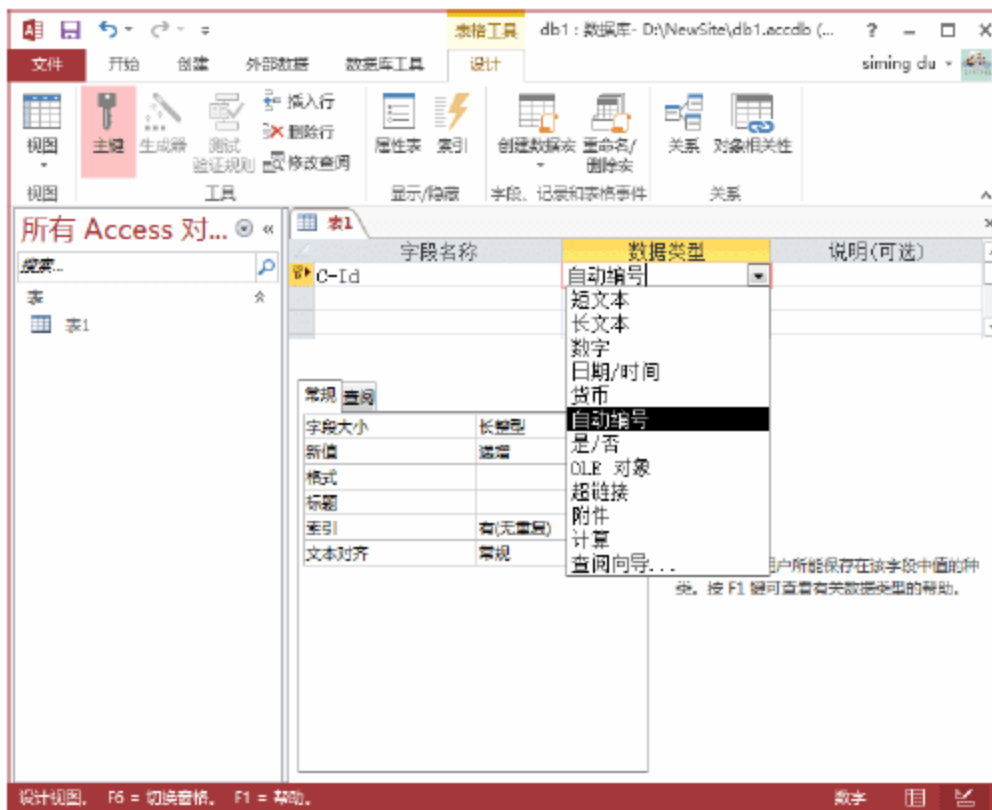 表格工具 db1 : 数据库- D:\NewSite\db1.accdb (... ?
文件 开始 创建 外部数据 数据库工具 设计 siming du
视图 主键 生成器 测试 验证规则 插入行 删除行 修改查阅 属性表 索引 创建数据宏 重命名/ 删除宏 关系 对象相关性
视图 工具 显示/隐藏 字段、记录和表格事件 关系
所有 Access 对... «
搜索...
表
表1
表1
字段名称 数据类型 说明(可选)
C-Id 自动编号
短文本
长文本
数字
日期/时间
货币
自动编号
是/否
OLE 对象
超链接
附件
计算
查阅向导...
常规 查阅
字段大小 长整型
新值 递增
格式
标题
索引 有(无重复)
文本对齐 常规
户所能保存在该字段中值的种
类。按 F1 键可查看有关数据类型的帮助。
设计视图。 F6 = 切换窗格。 F1 = 帮助。 数字